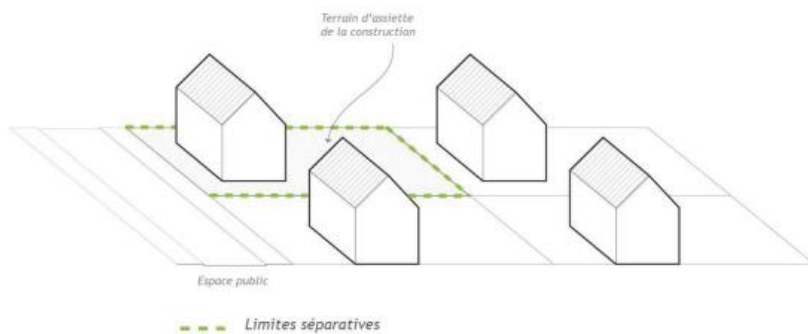 Terrain d'assiette
de la construction
Espace public
Limites séparatives